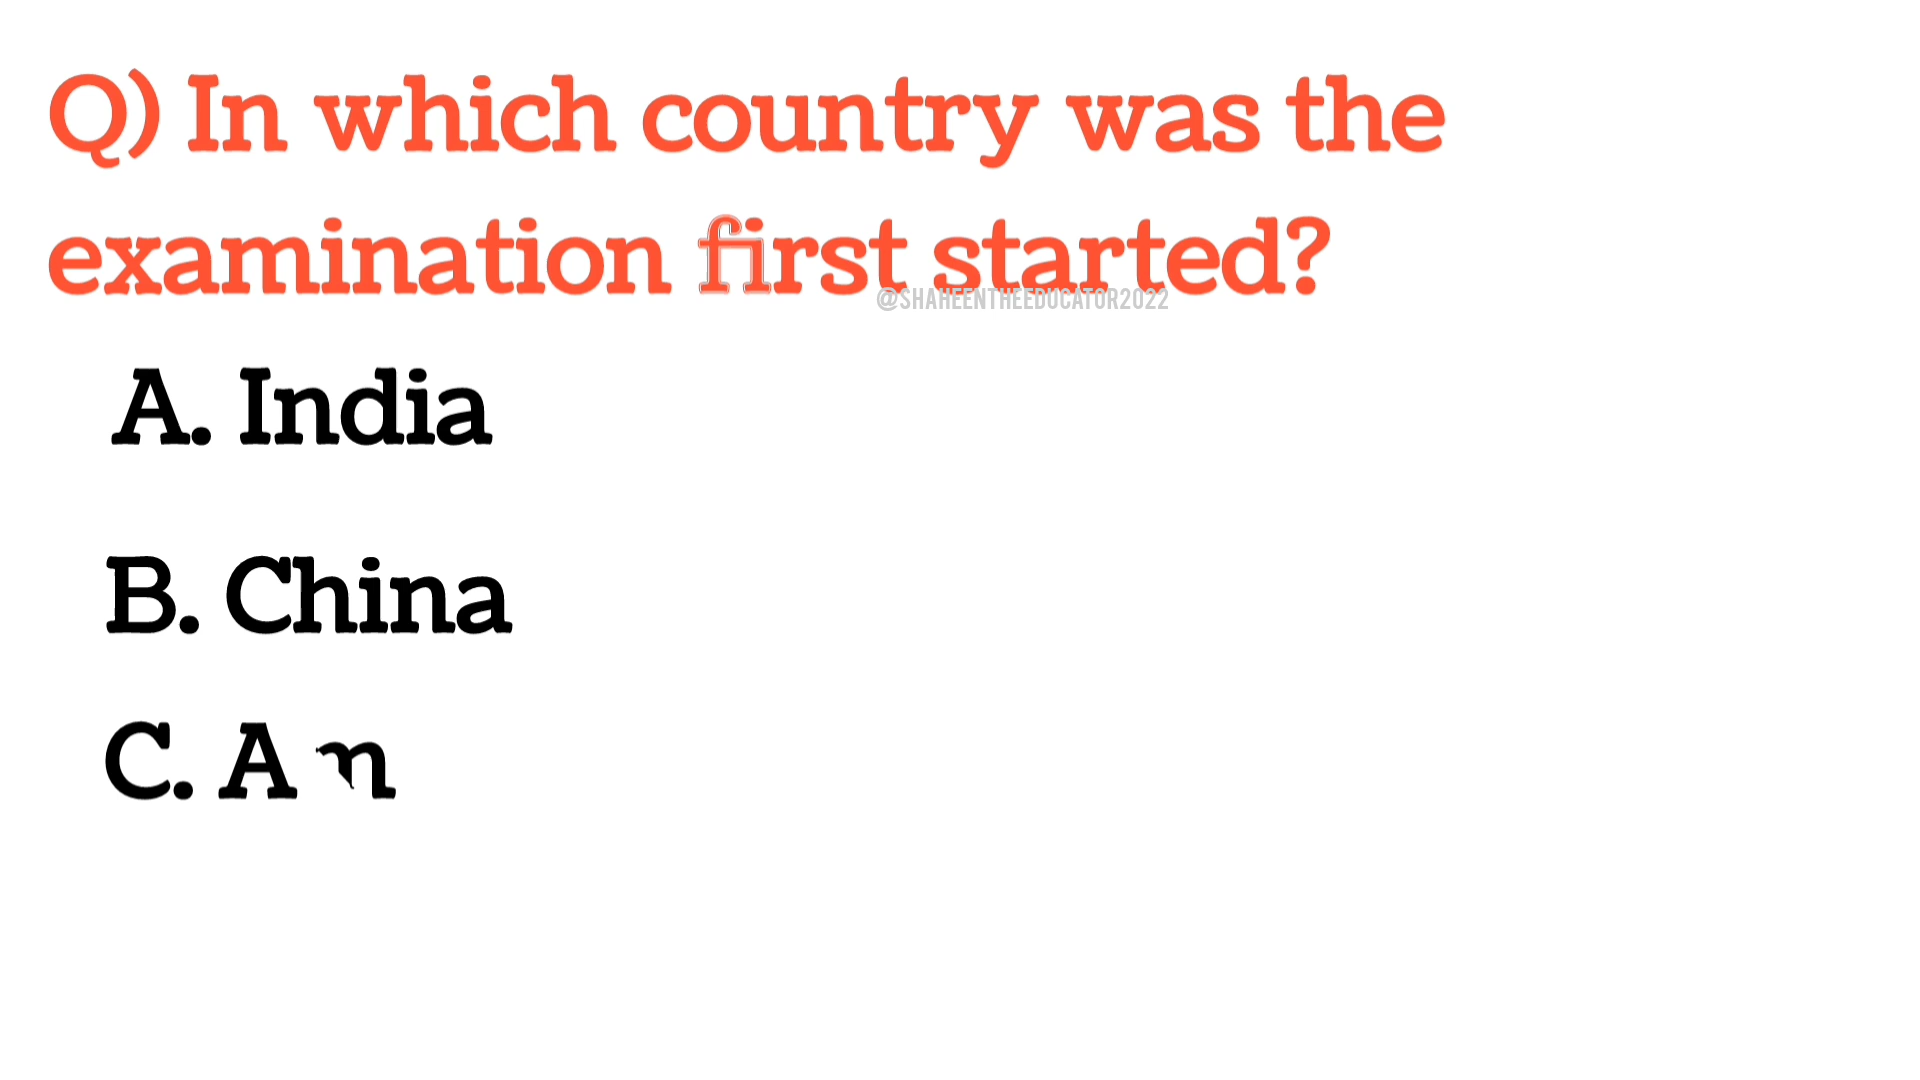 Q) In which country was the
examination first started?
@SHAHEENTHEEDUCATOR2022
A. India
B. China
C. A